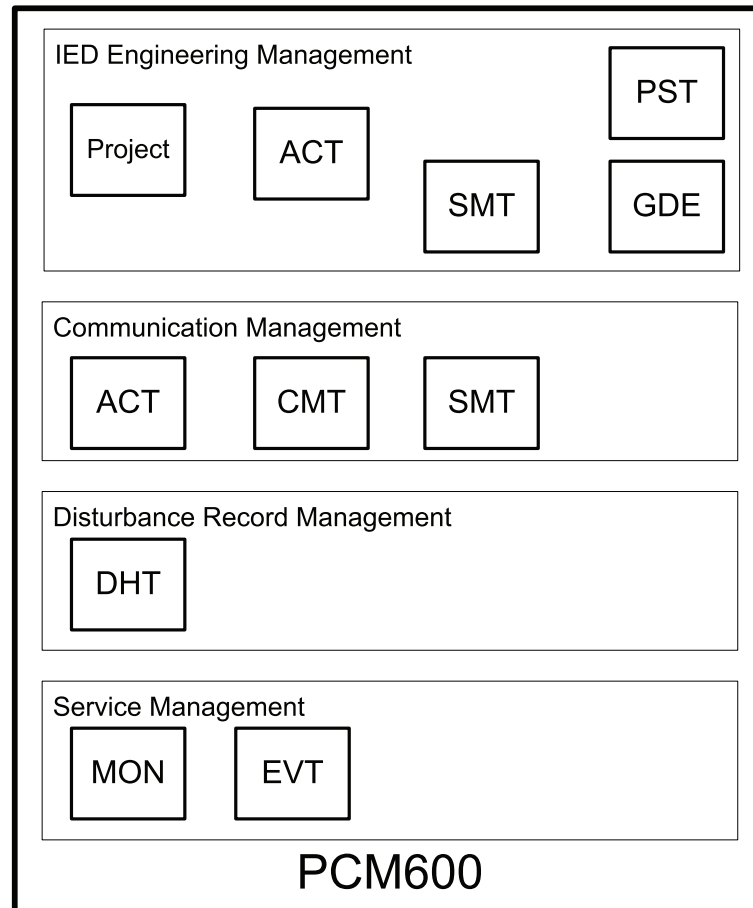 IED Engineering Management
PST
Project
ACT
SMT
GDE
Communication Management
ACT
CMT
SMT
Disturbance Record Management
DHT
Service Management
MON
EVT
PCM600